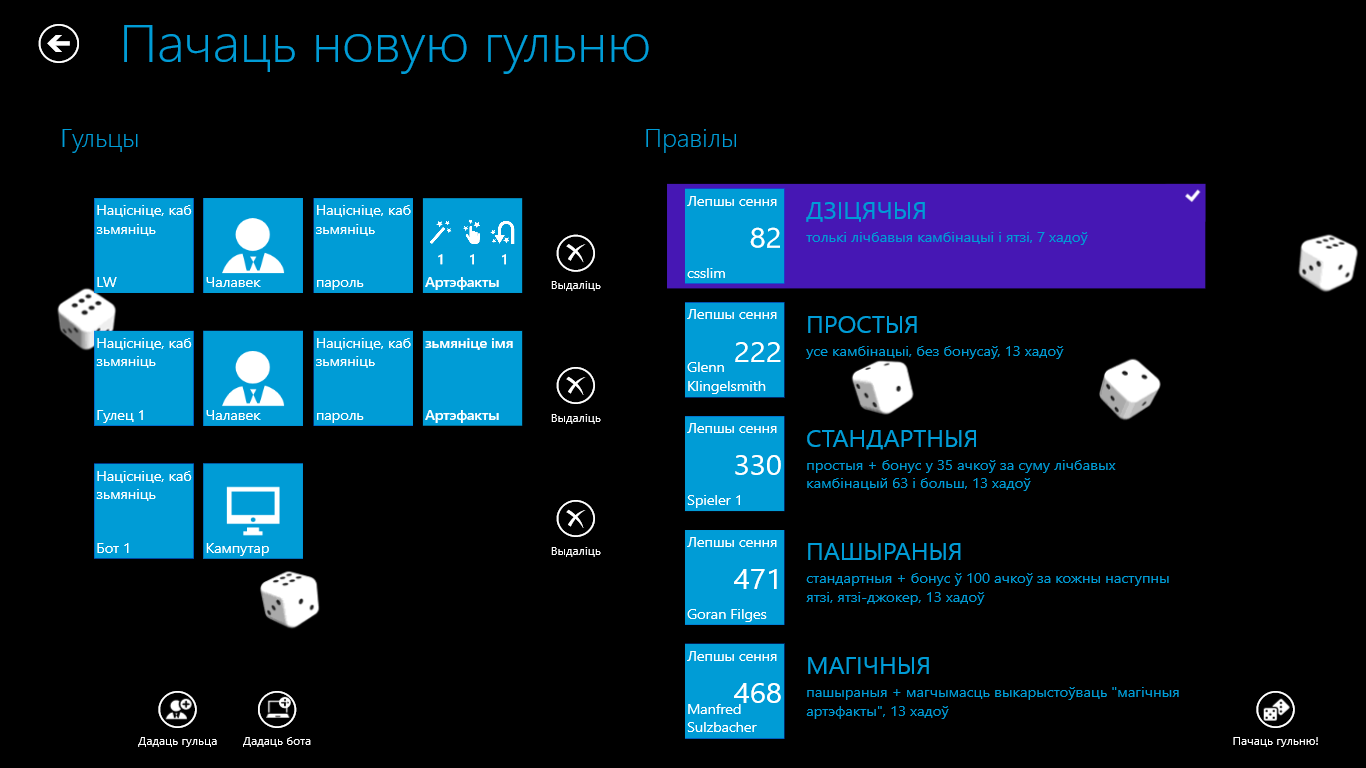 Пачаць новую гульню
Гульцы
Націсніце, каб
зьмяніць
LW
Чалавек
Націсніце, каб
зьмяніць
пароль
1 1 1
Артэфакты
Выдаліць
Націсніце, каб
зьмяніць
Гулец 1
Чалавек
Націсніце, каб
зьмяніць
пароль
зьмяніце імя
Артэфакты
Выдаліць
Націсніце, каб
зьмяніць
Бот 1
Кампутар
Выдаліць
Дадаць гульца
Дадаць бота
Правілы
Лепшы сення
82
csslim
ДЗІЦЯЧЫЯ
толькі лічбавыя камбінацыі і ятзі, 7 хадоў
Лепшы сення
222
Glenn
Klingelsmith
ПРОСТЫЯ
усе камбінацыі, без бонусаў, 13 хадоў
Лепшы сення
330
Spieler 1
СТАНДАРТНЫЯ
простыя + бонус у 35 ачкоў за суму лічбавых
камбінацый 63 і больш, 13 хадоў
Лепшы сення
471
Goran Filges
ПАШЫРАНЫЯ
стандартныя + бонус ў 100 ачкоў за кожны наступны
ятзі, ятзі-джокер, 13 хадоў
Лепшы сення
468
Manfred
Sulzbacher
МАГІЧНЫЯ
пашыраныя + магчымасць выкарыстоўваць "магічныя
артэфакты", 13 хадоў
Пачаць гульню!